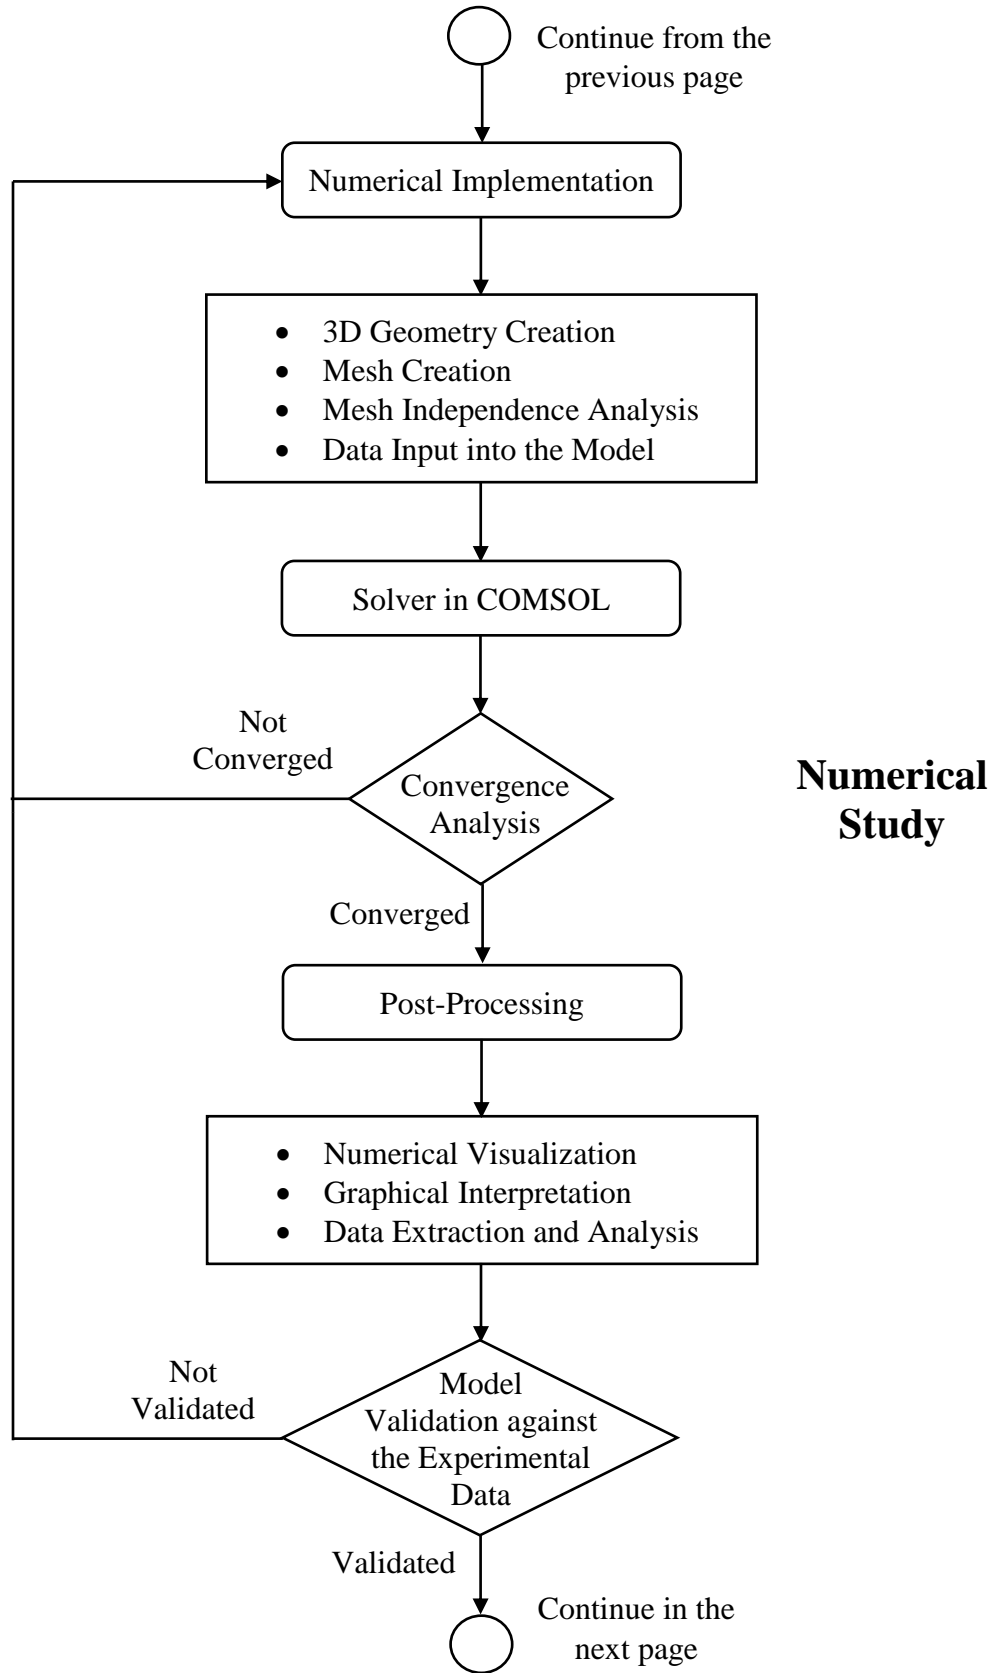 Continue from the
previous page
Numerical Implementation
• 3D Geometry Creation
• Mesh Creation
• Mesh Independence Analysis
• Data Input into the Model
Solver in COMSOL
Not
Converged
Convergence
Analysis
Numerical
Study
Converged
Post-Processing
• Numerical Visualization
• Graphical Interpretation
• Data Extraction and Analysis
Not
Validated
Model
Validation against
the Experimental
Data
Validated
Continue in the
next page